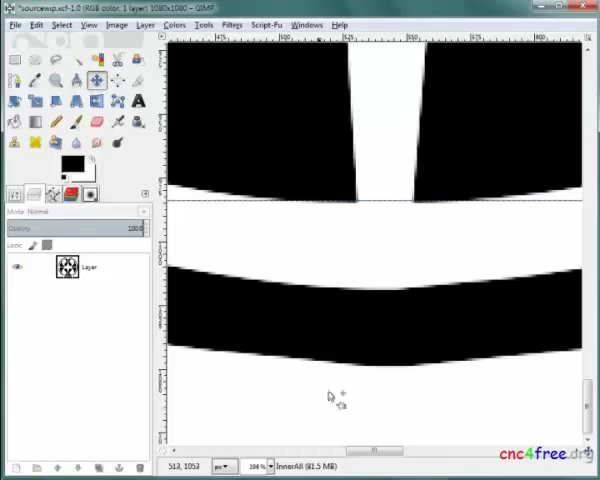 *sourcewip.xcf-1.0 (RGB color, 1 layer) 1080x1080 – GIMP
File Edit Select View Image Layer Colors Tools Filters Script-Fu Windows Help
Mode: Normal
Opacity 100.0
Lock:
Layer
513, 1053 px InnerAll (81.5 MB)
cnc4free.org